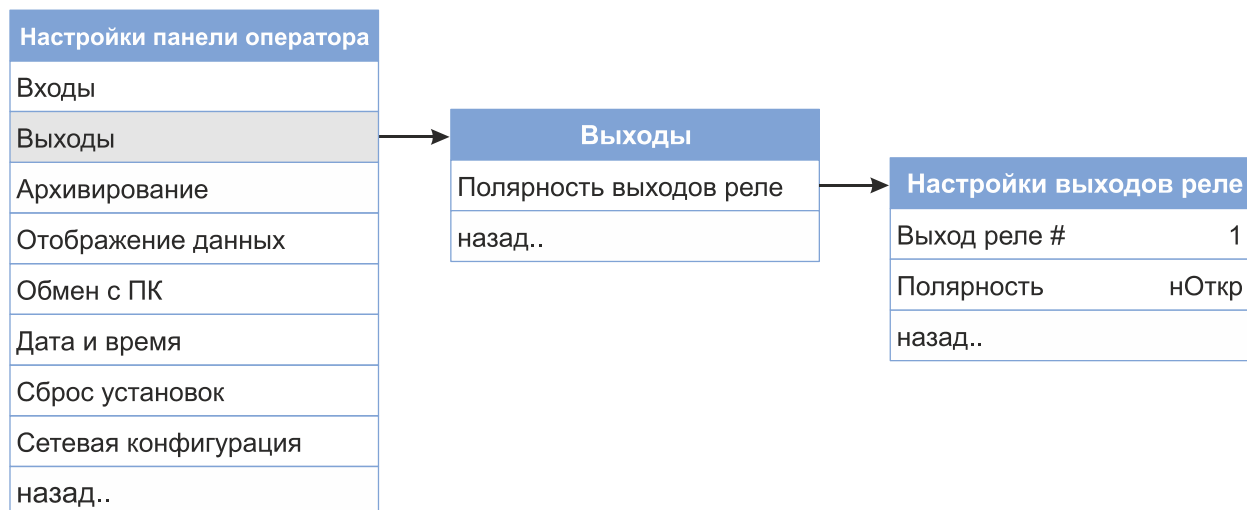 Настройки панели оператора
Входы
Выходы
Архивирование
Отображение данных
Обмен с ПК
Дата и время
Сброс установок
Сетевая конфигурация
назад..
Выходы
Полярность выходов реле
назад..
Настройки выходов реле
Выход реле # 1
Полярность нОткр
назад..